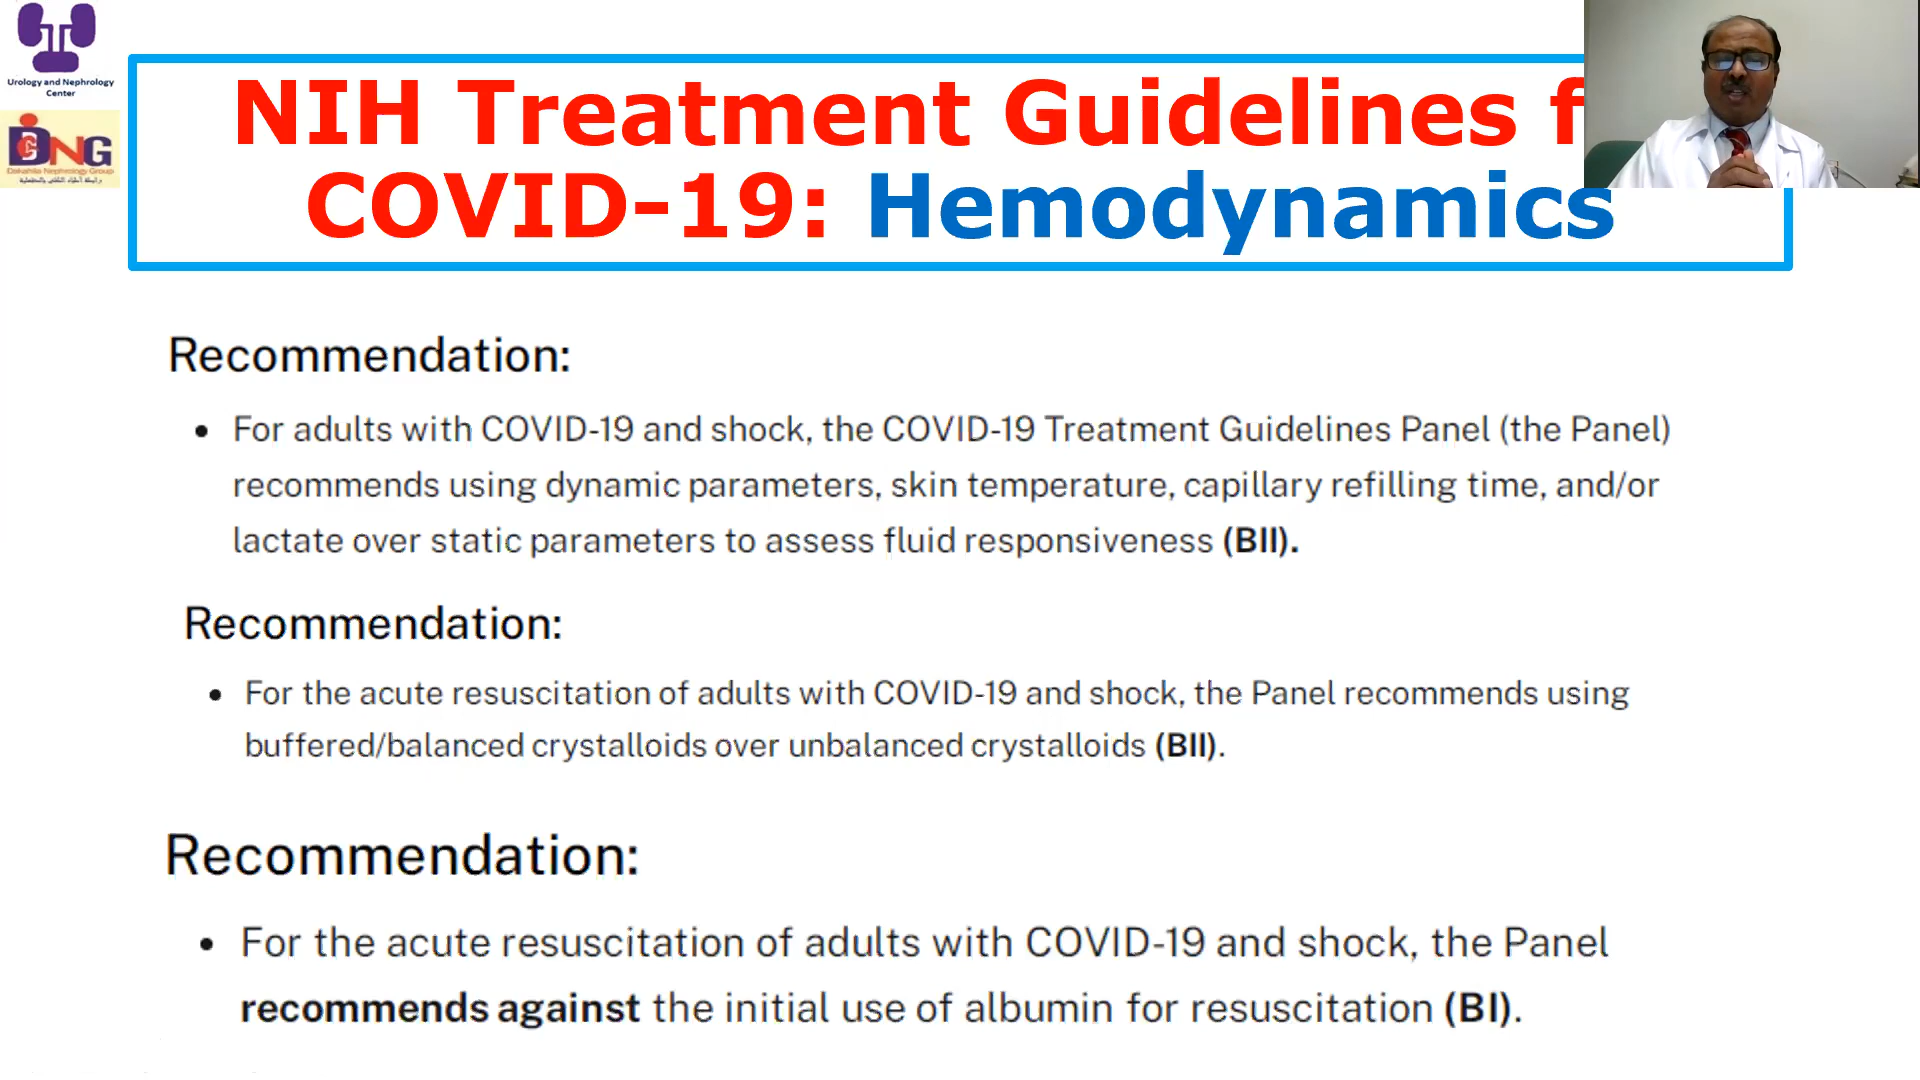 Urology and Nephrology
Center
DNG
Dakahlia Nephrology Group
NIH Treatment Guidelines f
COVID-19: Hemodynamics
Recommendation:
• For adults with COVID-19 and shock, the COVID-19 Treatment Guidelines Panel (the Panel)
recommends using dynamic parameters, skin temperature, capillary refilling time, and/or
lactate over static parameters to assess fluid responsiveness (BII).
Recommendation:
• For the acute resuscitation of adults with COVID-19 and shock, the Panel recommends using
buffered/balanced crystalloids over unbalanced crystalloids (BII).
Recommendation:
• For the acute resuscitation of adults with COVID-19 and shock, the Panel
recommends against the initial use of albumin for resuscitation (BI).